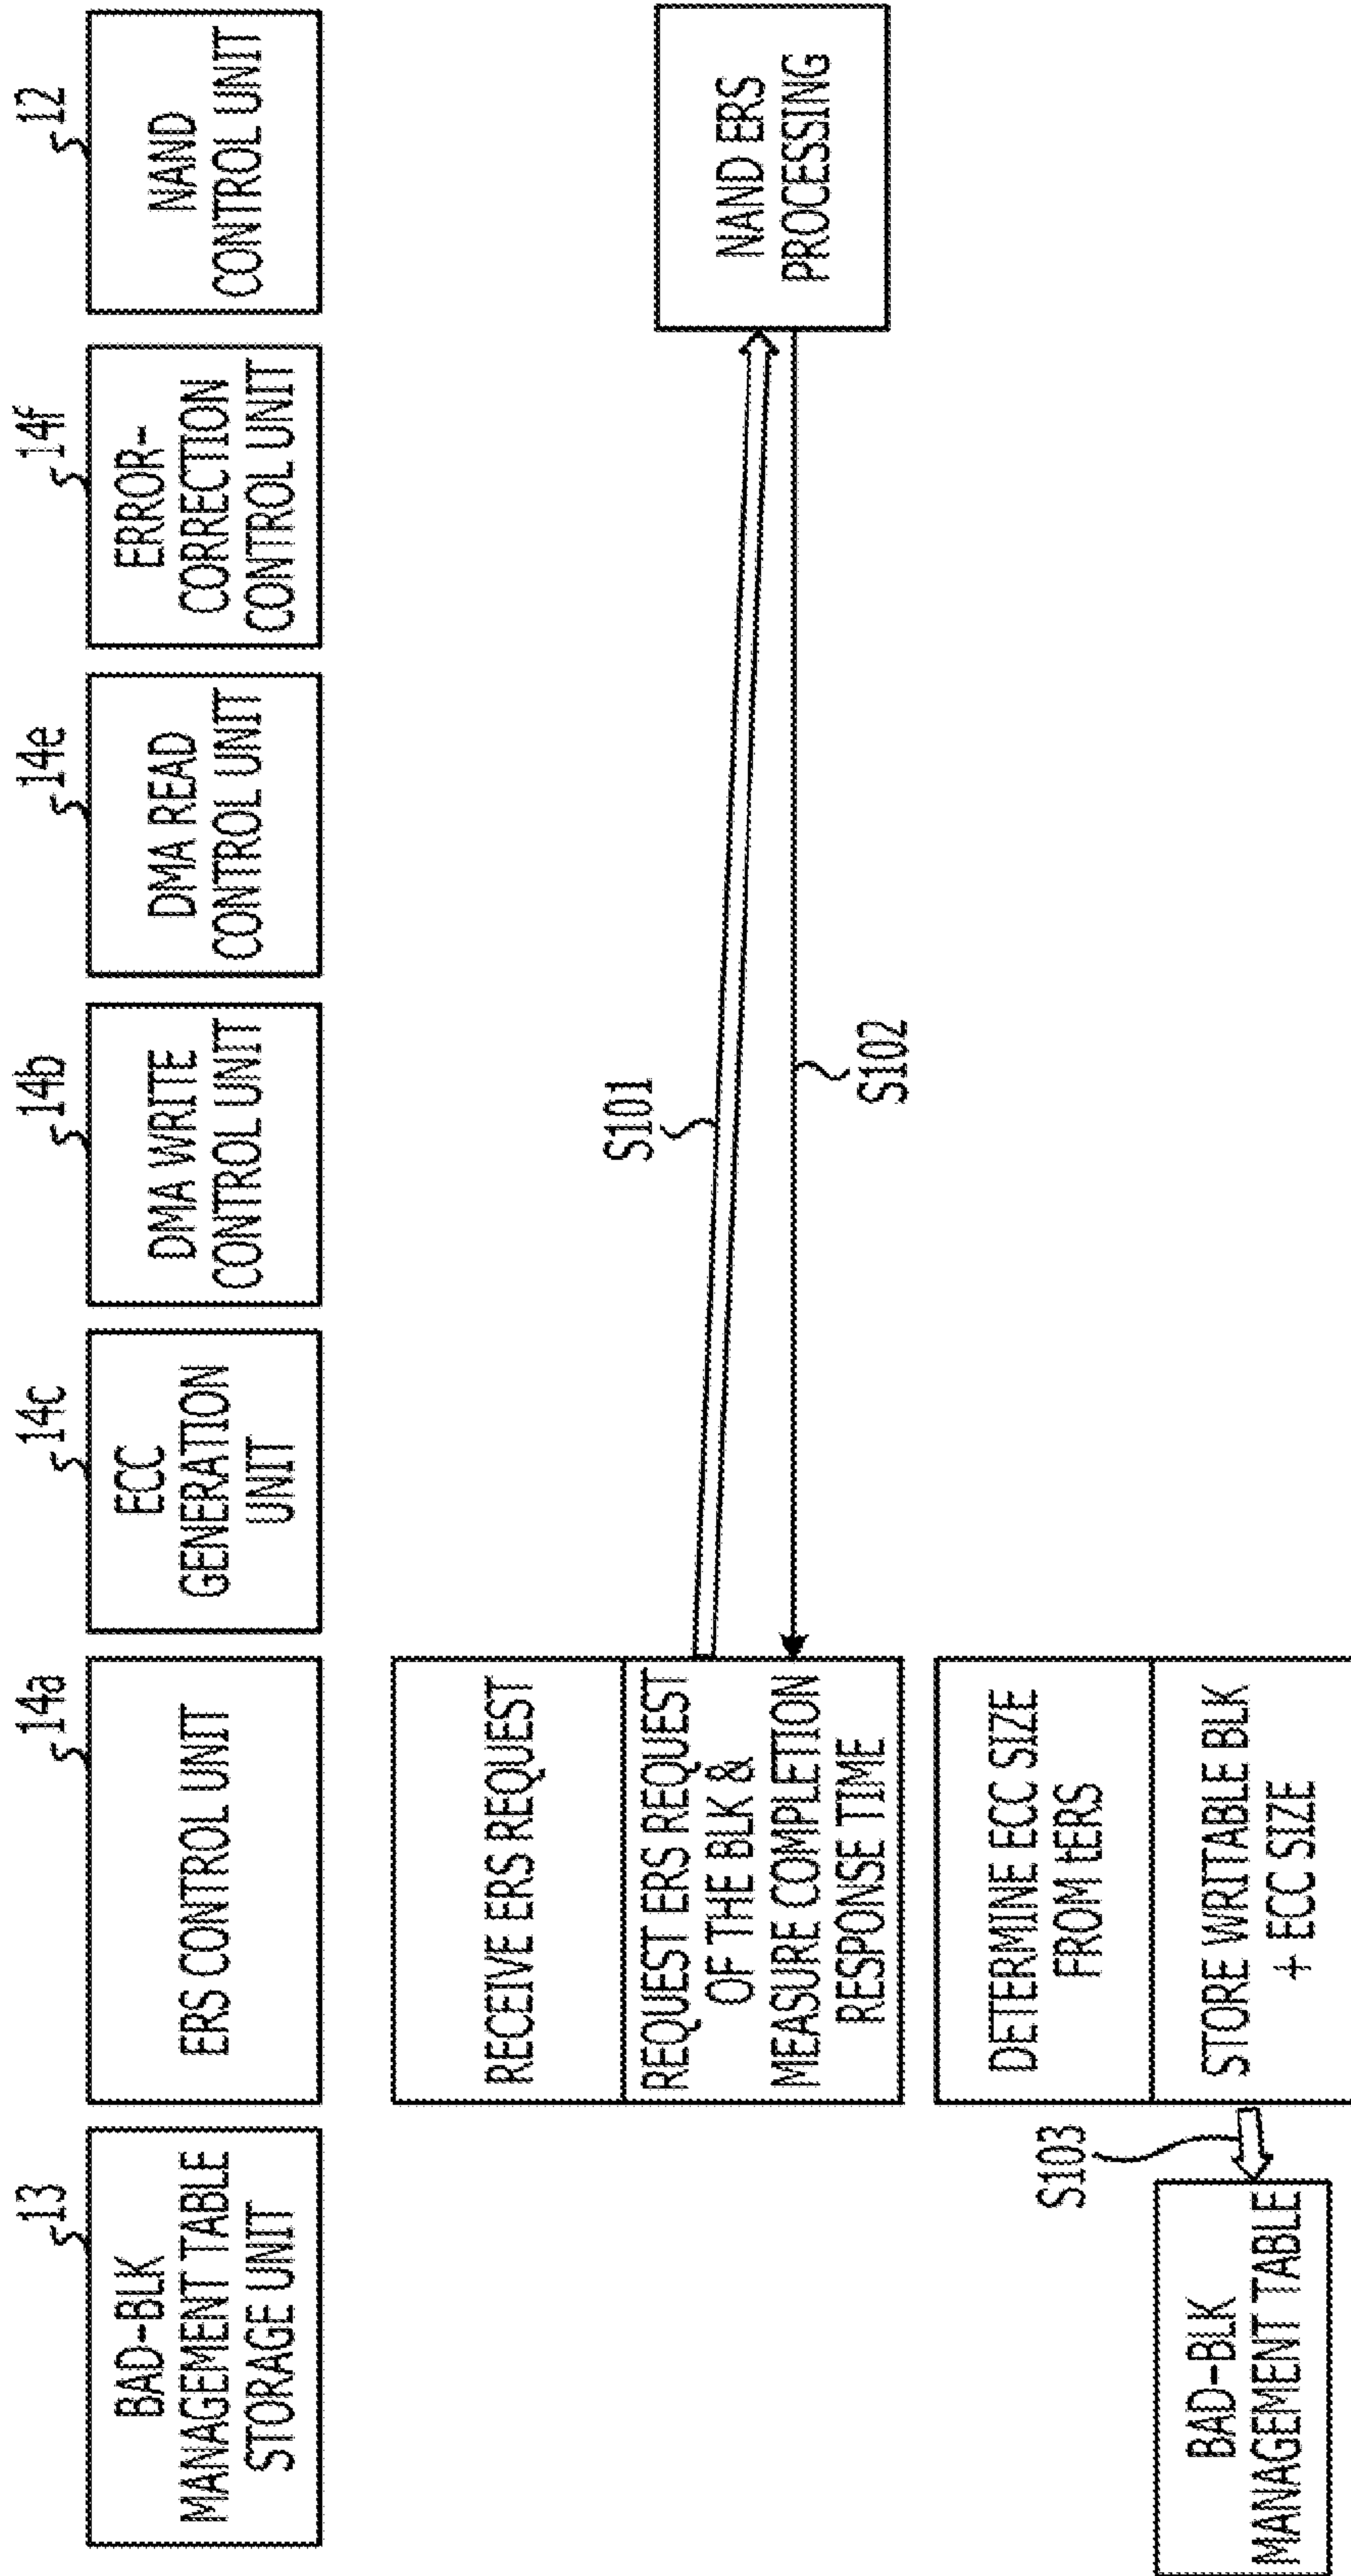 13
BAD-BLK
MANAGEMENT TABLE
STORAGE UNIT
14a
ERS CONTROL UNIT
14c
ECC
GENERATION
UNIT
14b
DMA WRITE
CONTROL UNIT
14e
DMA READ
CONTROL UNIT
14f
ERROR-
CORRECTION
CONTROL UNIT
12
NAND
CONTROL UNIT
RECEIVE ERS REQUEST
REQUEST ERS REQUEST
OF THE BLK &
MEASURE COMPLETION
RESPONSE TIME
S101
S102
NAND ERS
PROCESSING
DETERMINE ECC SIZE
FROM tERS
STORE WRITABLE BLK
+ ECC SIZE
S103
BAD-BLK
MANAGEMENT TABLE